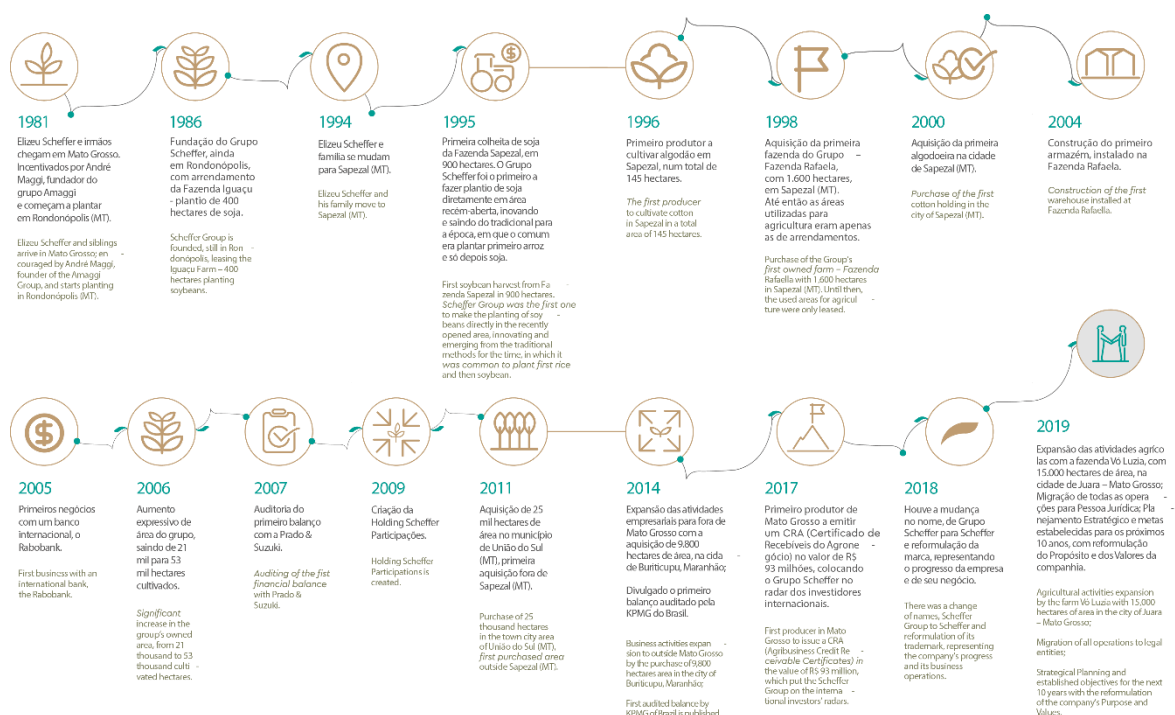 1981
Elizeu Scheffer e irmãos
chegam em Mato Grosso.
Incentivados por André
Maggi, fundador do
grupo Amaggi
e começam a plantar
em Rondonópolis (MT).
Elizeu Scheffer and siblings
arrive in Mato Grosso; en -
couraged by André Maggi,
founder of the Amaggi
Group, and starts planting
in Rondonópolis (MT).
1986
Fundação do Grupo
Scheffer, ainda
em Rondonópolis,
com arrendamento
da Fazenda Iguaçu
- plantio de 400
hectares de soja.
Scheffer Group is
founded, still in Ron -
donópolis, leasing the
Iguaçu Farm – 400
hectares planting
soybeans.
1994
Elizeu Scheffer e
família se mudam
para Sapezal (MT).
Elizeu Scheffer and
his family move to
Sapezal (MT).
1995
Primeira colheita de soja
da Fazenda Sapezal, em
900 hectares. O Grupo
Scheffer foi o primeiro a
fazer plantio de soja
diretamente em área
recém-aberta, inovando
e saindo do tradicional para
a época, em que o comum
era plantar primeiro arroz
e só depois soja.
First soybean harvest from Fa -
zenda Sapezal in 900 hectares.
Scheffer Group was the first one
to make the planting of soy -
beans directly in the recently
opened area, innovating and
emerging from the traditional
methods for the time, in which it
was common to plant first rice
and then soybean.
1996
Primeiro produtor a
cultivar algodão em
Sapezal, num total de
145 hectares.
The first producer
to cultivate cotton
in Sapezal in a total
area of 145 hectares.
1998
Aquisição da primeira
fazenda do Grupo –
Fazenda Rafaela,
com 1.600 hectares,
em Sapezal (MT).
Até então as áreas
utilizadas para
agricultura eram apenas
as de arrendamentos.
Purchase of the Group's
first owned farm – Fazenda
Rafaella with 1,600 hectares
in Sapezal (MT). Until then,
the used areas for agricul -
ture were only leased.
2000
Aquisição da primeira
algodoeira na cidade
de Sapezal (MT).
Purchase of the first
cotton holding in the
city of Sapezal (MT).
2004
Construção do primeiro
armazém, instalado na
Fazenda Rafaela.
Construction of the first
warehouse installed at
Fazenda Rafaella.
2005
Primeiros negócios
com um banco
internacional, o
Rabobank.
First business with an
international bank,
the Rabobank.
2006
Aumento
expressivo de
área do grupo,
saindo de 21
mil para 53
mil hectares
cultivados.
Significant
increase in the
group's owned
area, from 21
thousand to 53
thousand culti -
vated hectares.
2007
Auditoria do
primeiro balanço
com a Prado &
Suzuki.
Auditing of the fist
financial balance
with Prado &
Suzuki.
2009
Criação da
Holding Scheffer
Participações.
Holding Scheffer
Participations is
created.
2011
Aquisição de 25
mil hectares de
área no município
de União do Sul
(MT), primeira
aquisição fora de
Sapezal (MT).
Purchase of 25
thousand hectares
in the town city area
of União do Sul (MT),
first purchased area
outside Sapezal (MT).
2014
Expansão das atividades
empresariais para fora de
Mato Grosso com a
aquisição de 9.800
hectares de área, na cida -
de Buriticupu, Maranhão;
Divulgado o primeiro
balanço auditado pela
KPMG do Brasil.
Business activities expan -
sion to outside Mato Grosso
by the purchase of 9,800
hectares area in the city of
Buriticupu, Maranhão;
First audited balance by
KPMG of Brazil is published
2017
Primeiro produtor de
Mato Grosso a emitir
um CRA (Certificado de
Recebíveis do Agrone -
gócio) no valor de R$
93 milhões, colocando
o Grupo Scheffer no
radar dos investidores
internacionais.
First producer in Mato
Grosso to issue a CRA
(Agribusiness Credit Re -
ceivable Certificates) in
the value of R$ 93 million,
which put the Scheffer
Group on the interna -
tional investors' radars.
2018
Houve a mudança
no nome, de Grupo
Scheffer para Scheffer
e reformulação da
marca, representando
o progresso da empresa
e de seu negócio.
There was a change
of names, Scheffer
Group to Scheffer and
reformulation of its
trademark, representing
the company's progress
and its business
operations.
2019
Expansão das atividades agríco -
las com a fazenda Vó Luzia, com
15.000 hectares de área, na
cidade de Juara – Mato Grosso;
Migração de todas as opera -
ções para Pessoa Jurídica; Pla -
nejamento Estratégico e metas
estabelecidas para os próximos
10 anos, com reformulação
do Propósito e dos Valores da
companhia.
Agricultural activities expansion
by the farm Vó Luzia with 15,000
hectares of area in the city of Juara
– Mato Grosso;
Migration of all operations to legal
entities;
Strategical Planning and
established objectives for the next
10 years with the reformulation
of the company's Purpose and
Values.